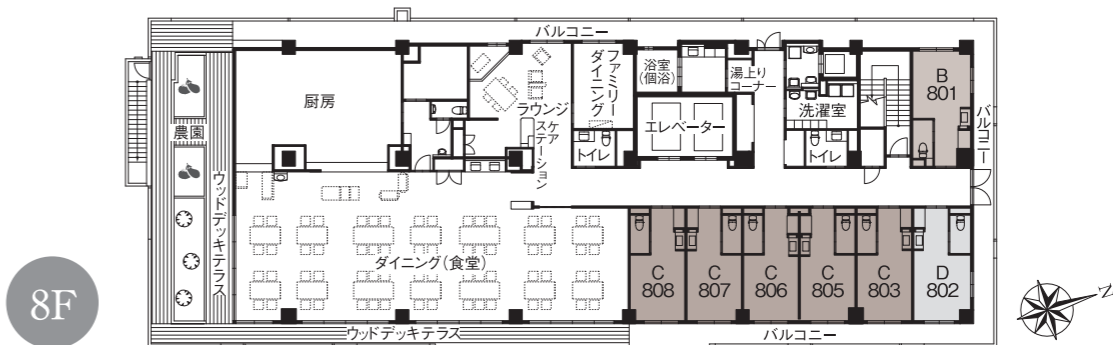 バルコニー
厨房
農園
ウッドデッキテラス
ラウンジ
ケア
ステーション
ファミリー
ダイニング
トイレ
浴室
(個浴)
湯上り
コーナー
エレベーター
洗濯室
トイレ
B
801
バルコニー
ダイニング(食堂)
C
808
C
807
C
806
C
805
C
803
D
802
ウッドデッキテラス
バルコニー
8F
N